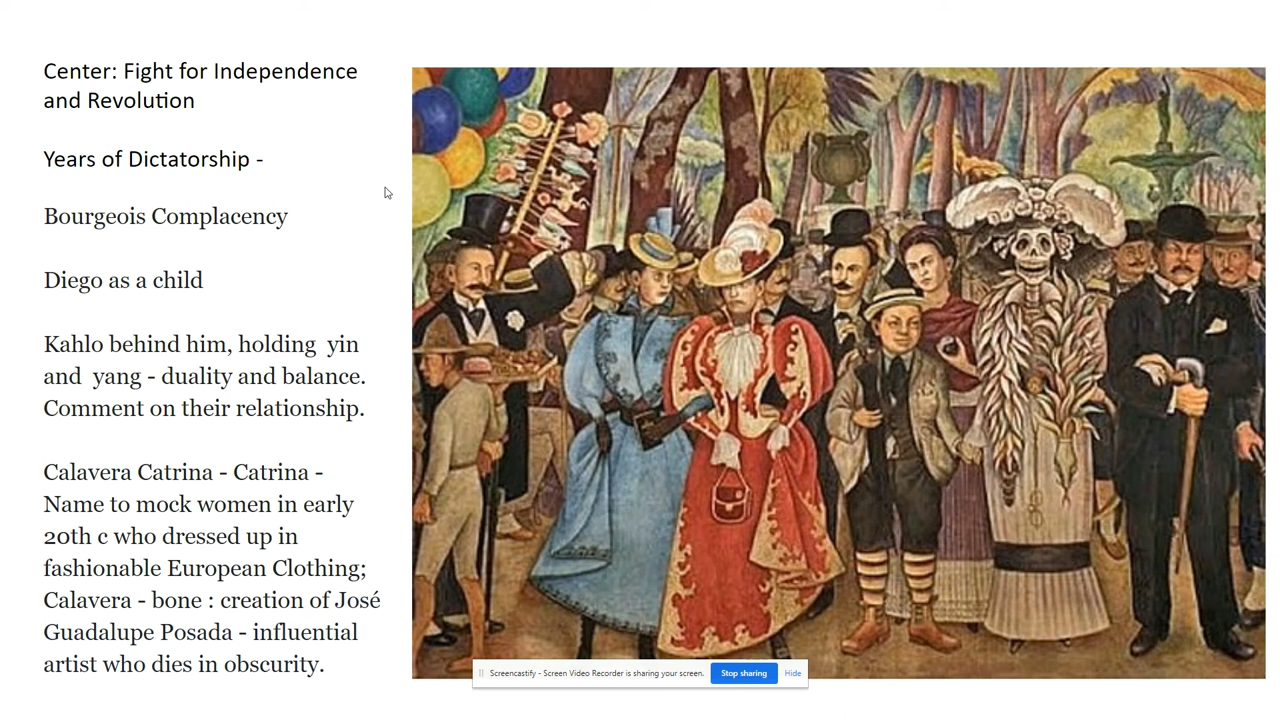 Center: Fight for Independence
and Revolution
Years of Dictatorship -
Bourgeois Complacency
Diego as a child
Kahlo behind him, holding yin
and yang - duality and balance.
Comment on their relationship.
Calavera Catrina - Catrina -
Name to mock women in early
20th c who dressed up in
fashionable European Clothing;
Calavera - bone : creation of José
Guadalupe Posada - influential
artist who dies in obscurity.
Screencastify - Screen Video Recorder is sharing your screen. Stop sharing Hide